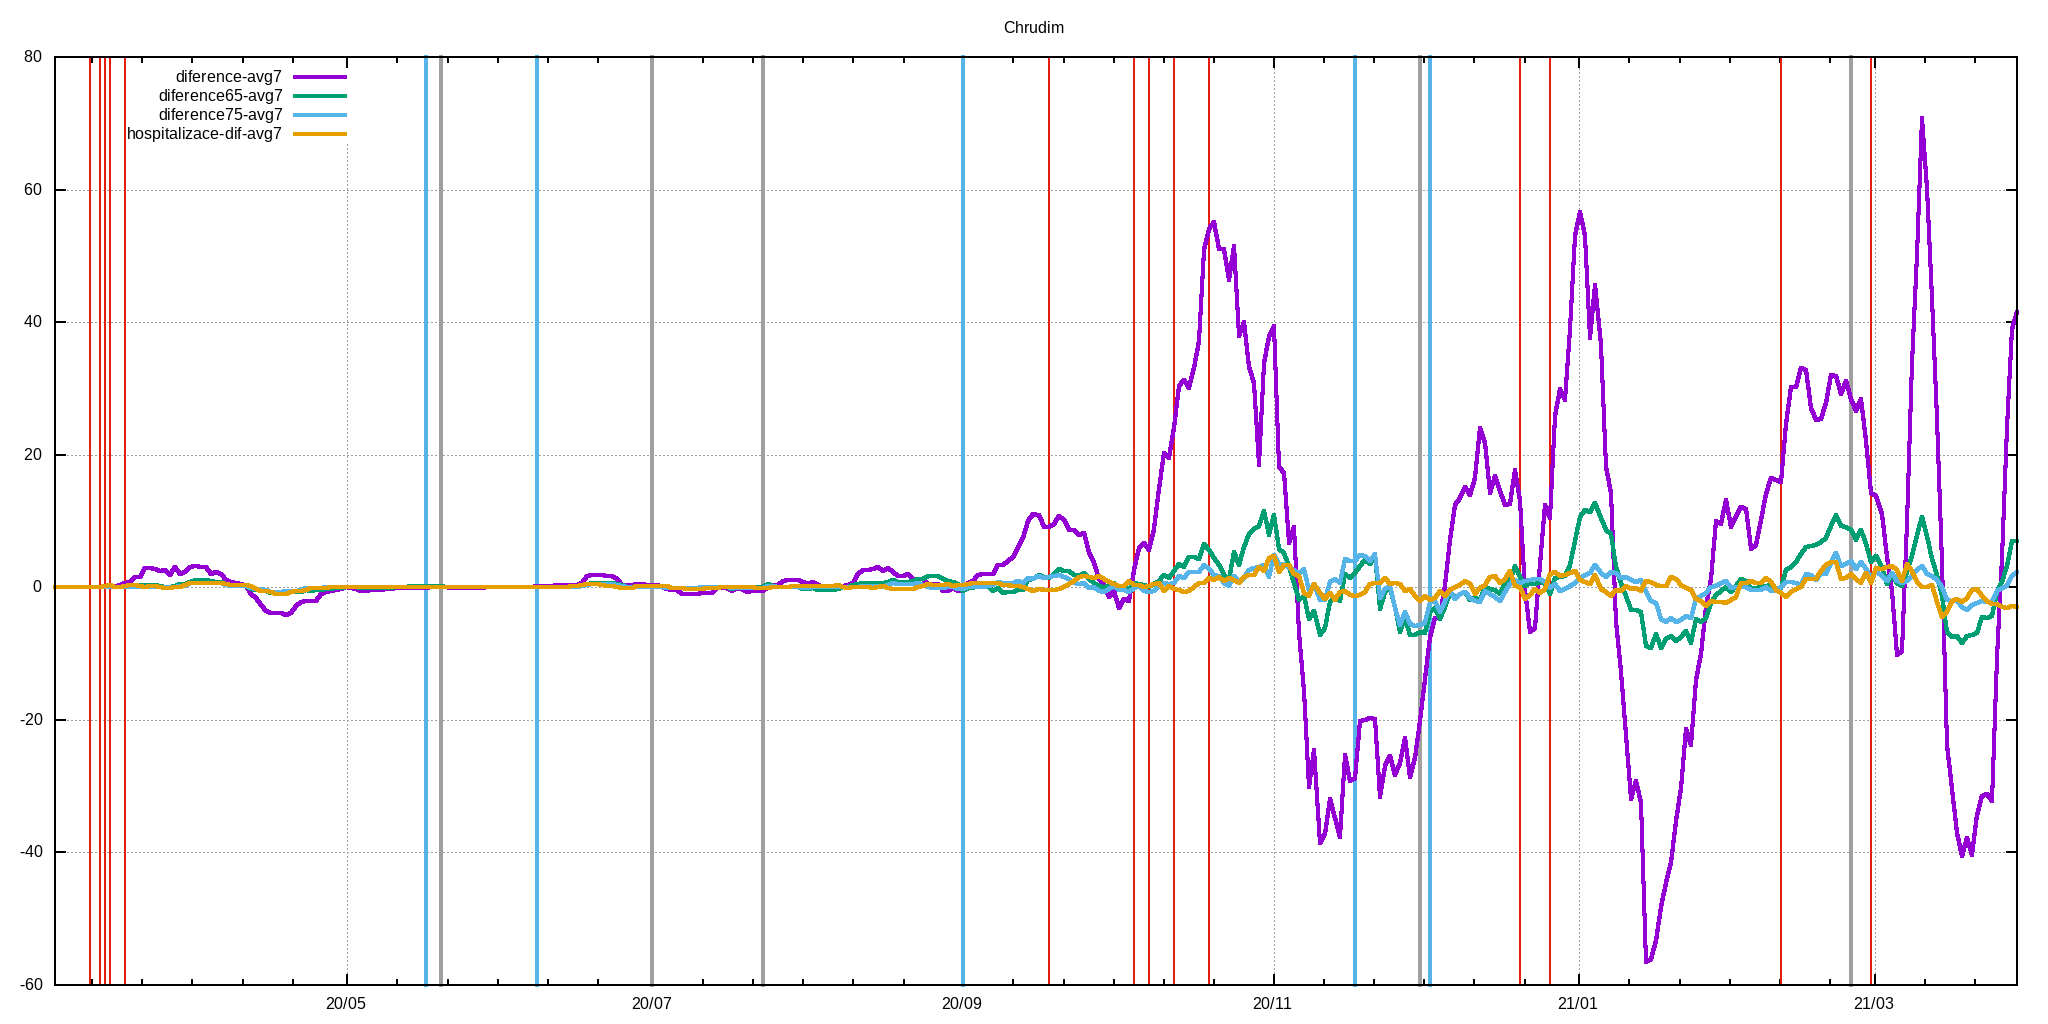 Chrudim
80
60
40
20
0
-20
-40
-60
diference-avg7
diference65-avg7
diference75-avg7
hospitalizace-dif-avg7
20/05
20/07
20/09
20/11
21/01
21/03